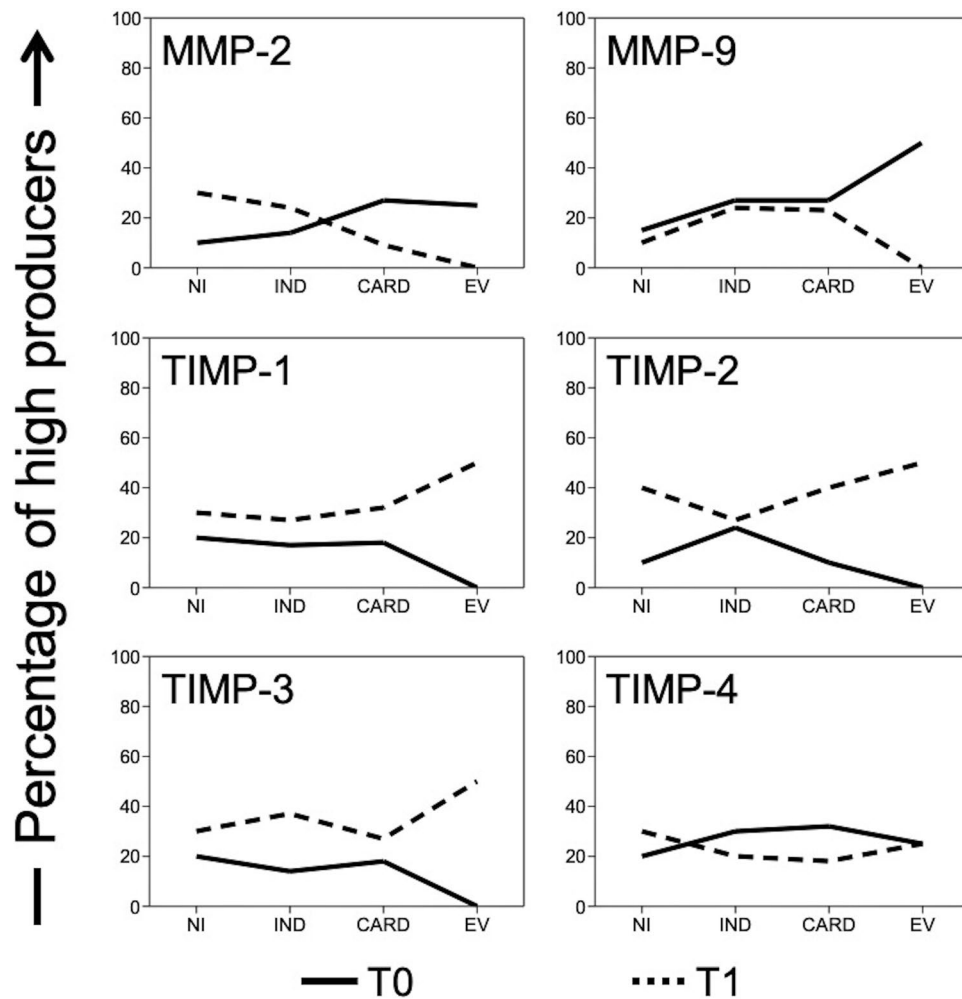 Percentage of high producers
MMP-2
100
80
60
40
20
0
NI IND CARD EV
MMP-9
100
80
60
40
20
0
NI IND CARD EV
TIMP-1
100
80
60
40
20
0
NI IND CARD EV
TIMP-2
100
80
60
40
20
0
NI IND CARD EV
TIMP-3
100
80
60
40
20
0
NI IND CARD EV
TIMP-4
100
80
60
40
20
0
NI IND CARD EV
T0 T1